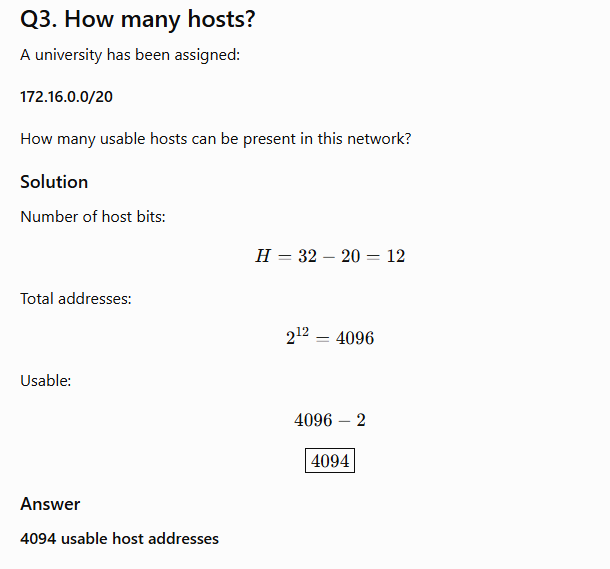 Q3. How many hosts?
A university has been assigned:
172.16.0.0/20
How many usable hosts can be present in this network?
Solution
Number of host bits:
H = 32 − 20 = 12
Total addresses:
2¹² = 4096
Usable:
4096 − 2
4094
Answer
4094 usable host addresses